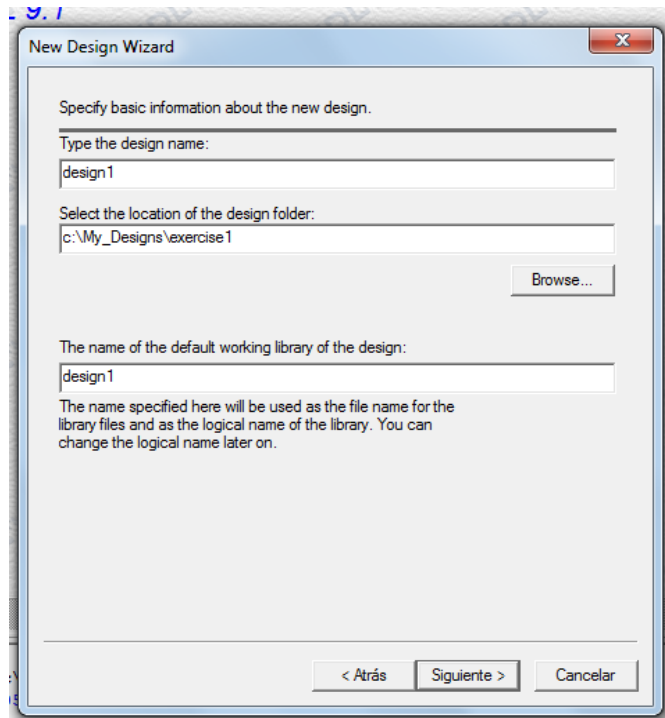 9.1
New Design Wizard
Specify basic information about the new design.
Type the design name:
design1
Select the location of the design folder:
c:\My_Designs\exercise1
Browse...
The name of the default working library of the design:
design1
The name specified here will be used as the file name for the
library files and as the logical name of the library. You can
change the logical name later on.
< Atrás
Siguiente >
Cancelar